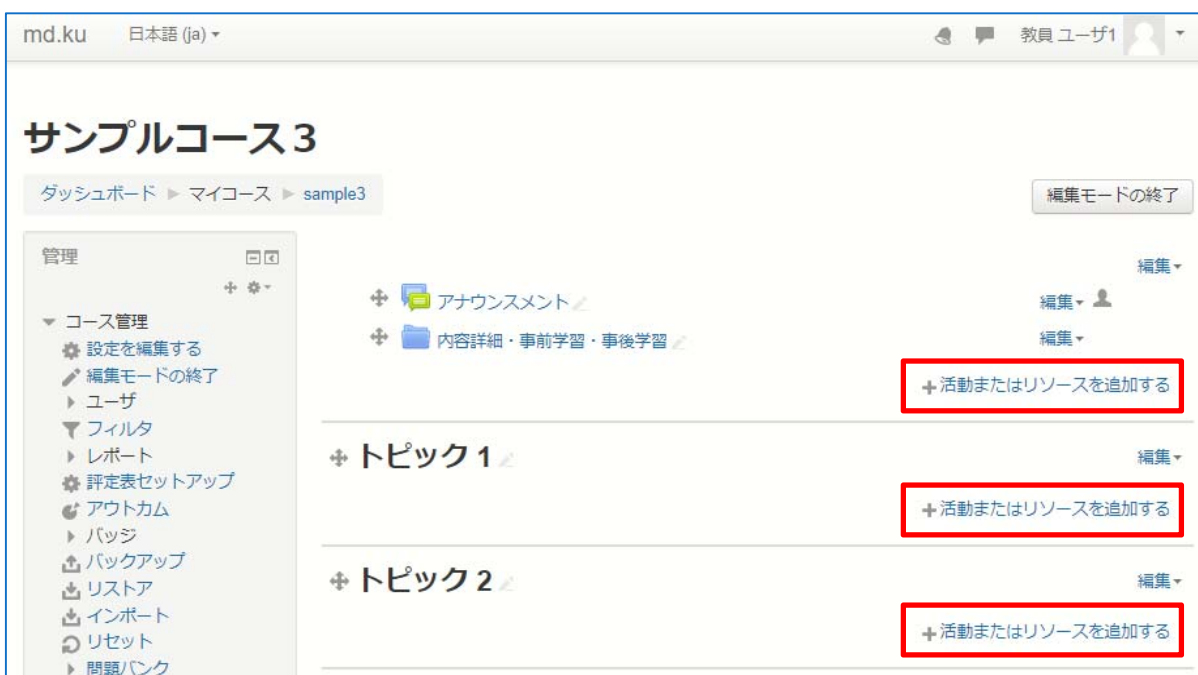 md.ku 日本語 (ja) 教員 ユーザ1
サンプルコース３
ダッシュボード マイコース sample3
編集モードの終了
管理
コース管理
設定を編集する
編集モードの終了
ユーザ
フィルタ
レポート
評定表セットアップ
アウトカム
バッジ
バックアップ
リストア
インポート
リセット
問題バンク
編集
アナウンスメント 編集
内容詳細・事前学習・事後学習 編集
活動またはリソースを追加する
トピック 1 編集
活動またはリソースを追加する
トピック 2 編集
活動またはリソースを追加する